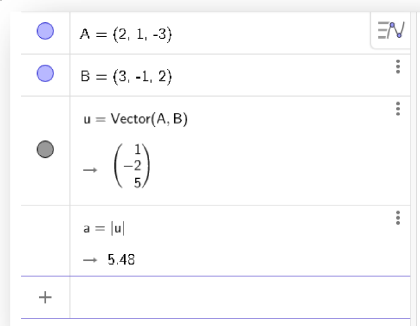 A = (2, 1, -3)
B = (3, -1, 2)
u = Vector(A, B)
→ (1
−2
5)
a = |u|
→ 5.48
+